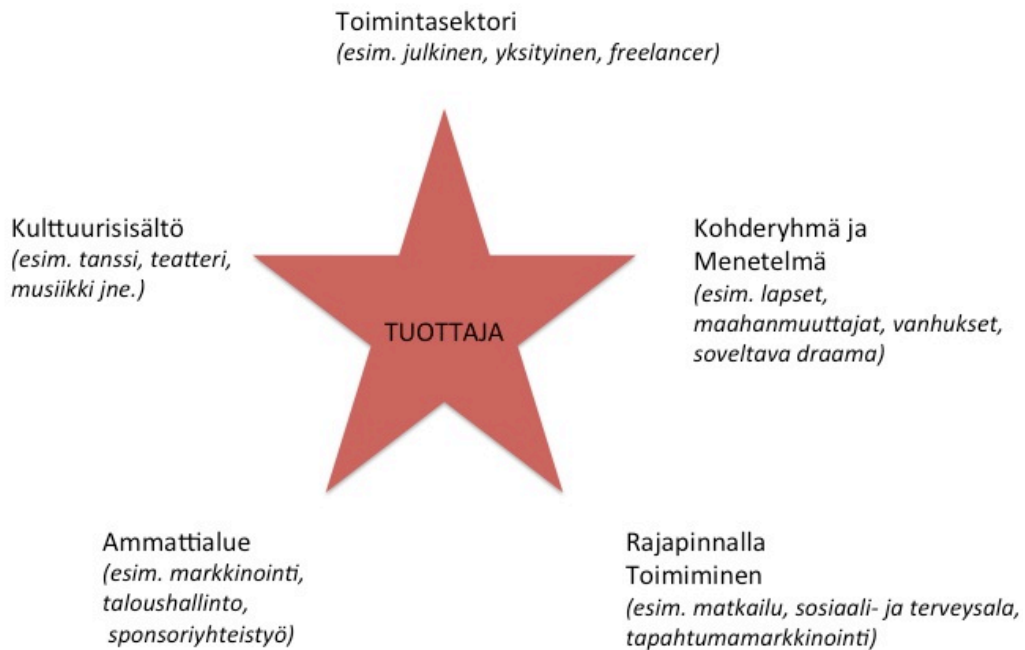 Toimintasektori
(esim. julkinen, yksityinen, freelancer)
Kulttuurisisältö
(esim. tanssi, teatteri,
musiikki jne.)
Kohderyhmä ja
Menetelmä
(esim. lapset,
maahanmuuttajat, vanhukset,
soveltava draama)
TUOTTAJA
Ammattialue
(esim. markkinointi,
taloushallinto,
sponsoriyhteistyö)
Rajapinnalla
Toimiminen
(esim. matkailu, sosiaali- ja terveysala,
tapahtumamarkkinointi)